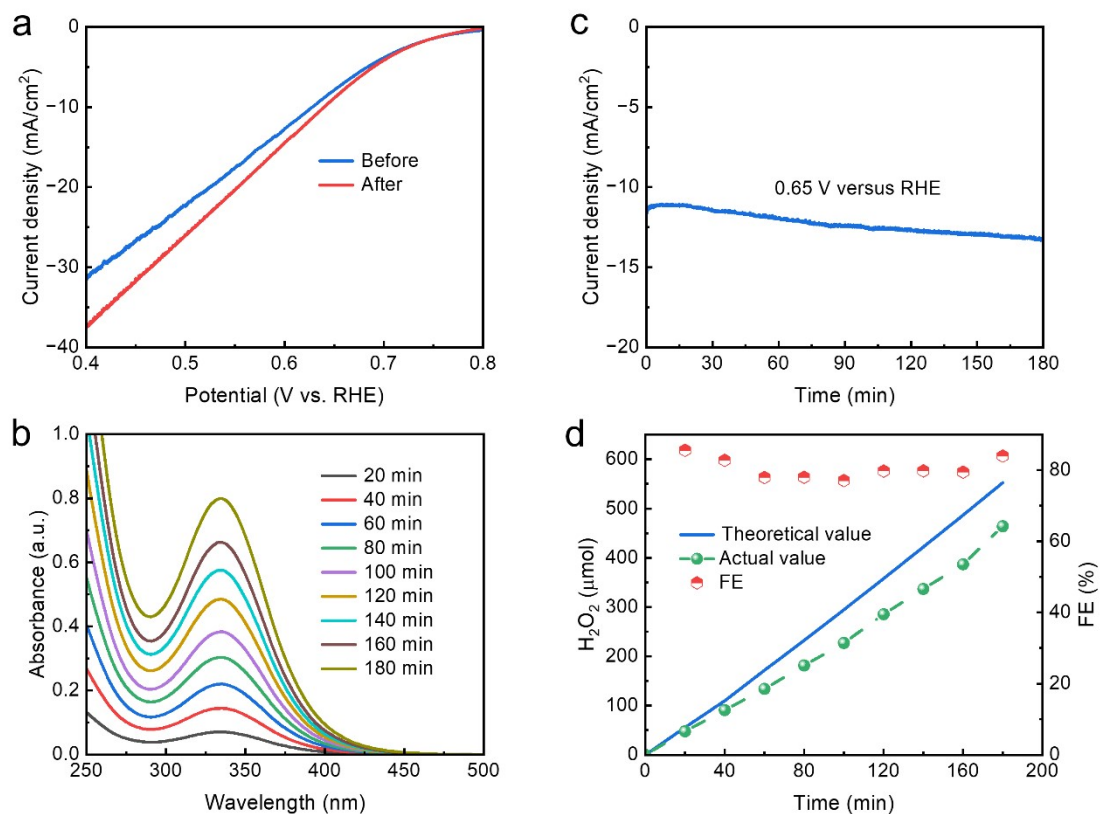 a
0
−10
−20
−30
−40
0.4 0.5 0.6 0.7 0.8
Current density (mA/cm²)
Potential (V vs. RHE)
Before
After
c
0
−5
−10
−15
−20
0 30 60 90 120 150 180
Current density (mA/cm²)
Time (min)
0.65 V versus RHE
b
1.0
0.8
0.6
0.4
0.2
0.0
250 300 350 400 450 500
Absorbance (a.u.)
Wavelength (nm)
20 min
40 min
60 min
80 min
100 min
120 min
140 min
160 min
180 min
d
600
500
400
300
200
100
0
0 40 80 120 160 200
H₂O₂ (μmol)
Time (min)
Theoretical value
Actual value
FE
80
60
40
20
0
FE (%)